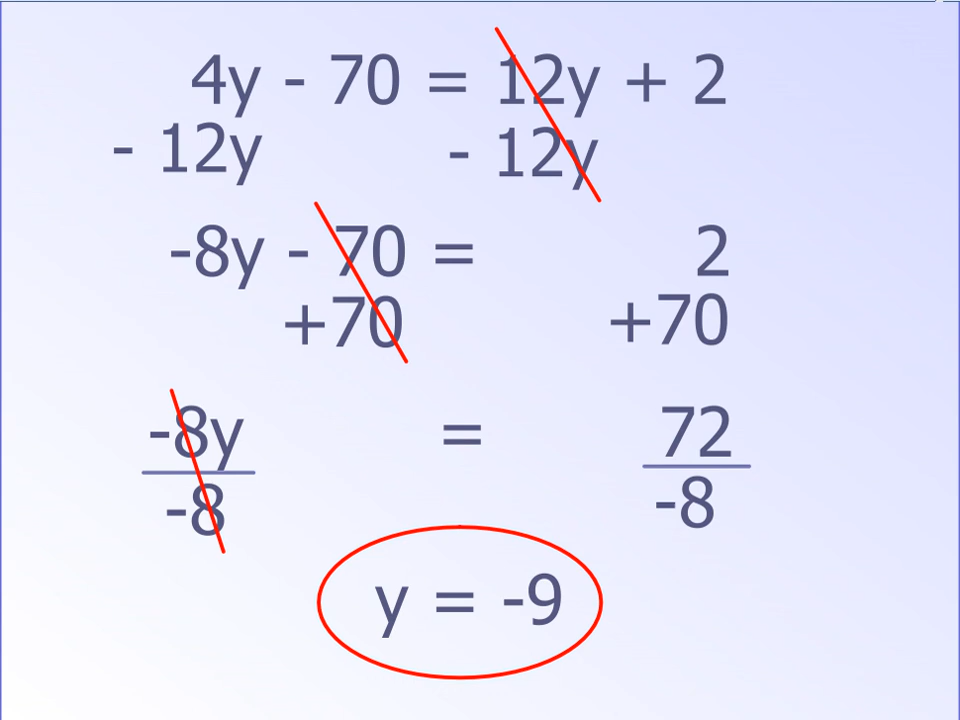 4y - 70 = 12y + 2
- 12y - 12y
-8y - 70 = 2
+70 +70
-8y = 72
-8 -8
y = -9